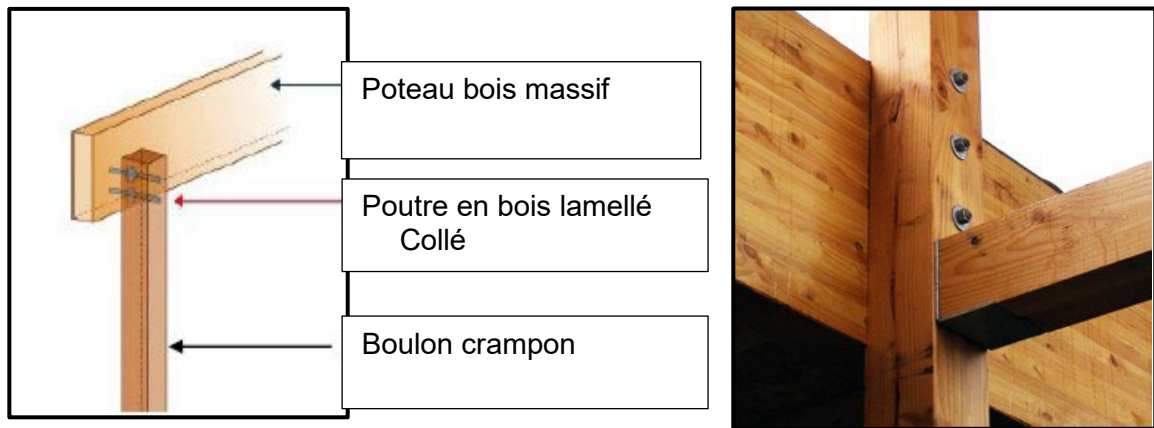 Poteau bois massif
Poutre en bois lamellé
Collé
Boulon crampon